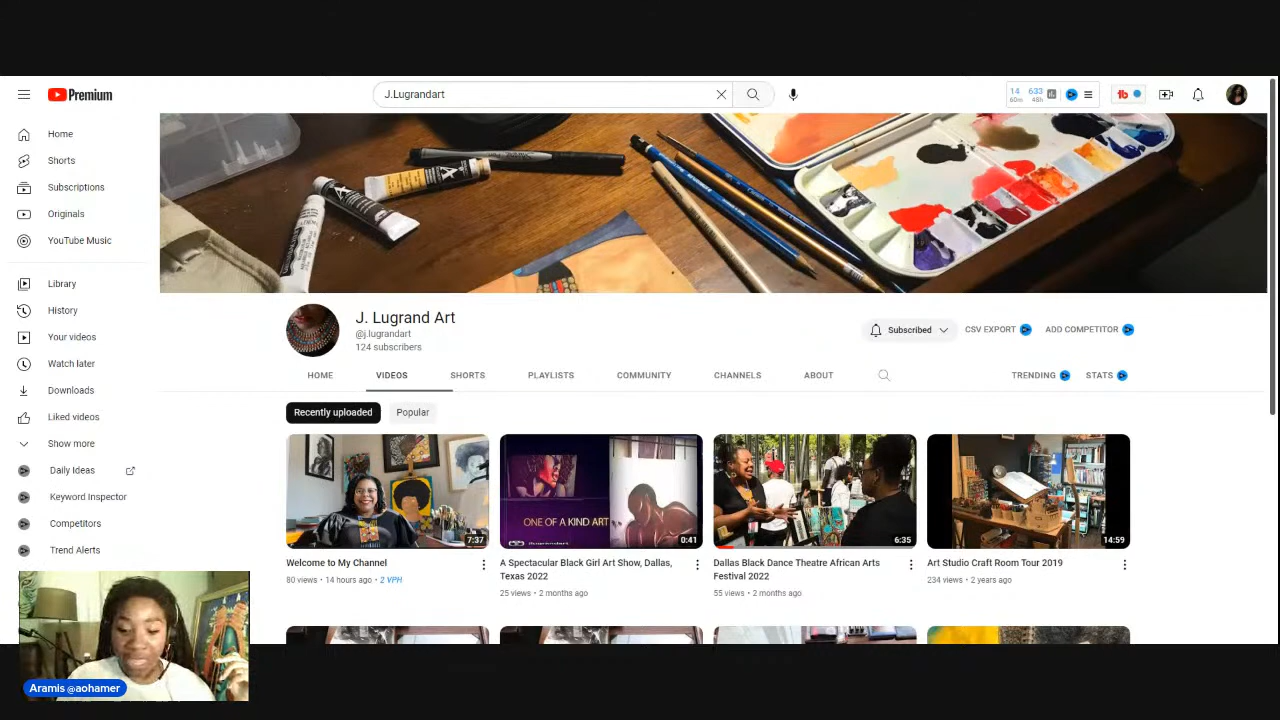 Premium
J.Lugrandart
14 633
60m 48h
Home
Shorts
Subscriptions
Originals
YouTube Music
Library
History
Your videos
Watch later
Downloads
Liked videos
Show more
Daily Ideas
Keyword Inspector
Competitors
Trend Alerts
J. Lugrand Art
@j.lugrandart
124 subscribers
Subscribed
CSV EXPORT
ADD COMPETITOR
HOME
VIDEOS
SHORTS
PLAYLISTS
COMMUNITY
CHANNELS
ABOUT
TRENDING
STATS
Recently uploaded
Popular
7:37
Welcome to My Channel
80 views • 14 hours ago • 2 VPH
ONE OF A KIND ART
0:41
A Spectacular Black Girl Art Show, Dallas,
Texas 2022
25 views • 2 months ago
6:35
Dallas Black Dance Theatre African Arts
Festival 2022
55 views • 2 months ago
14:59
Art Studio Craft Room Tour 2019
234 views • 2 years ago
Aramis @aohamer